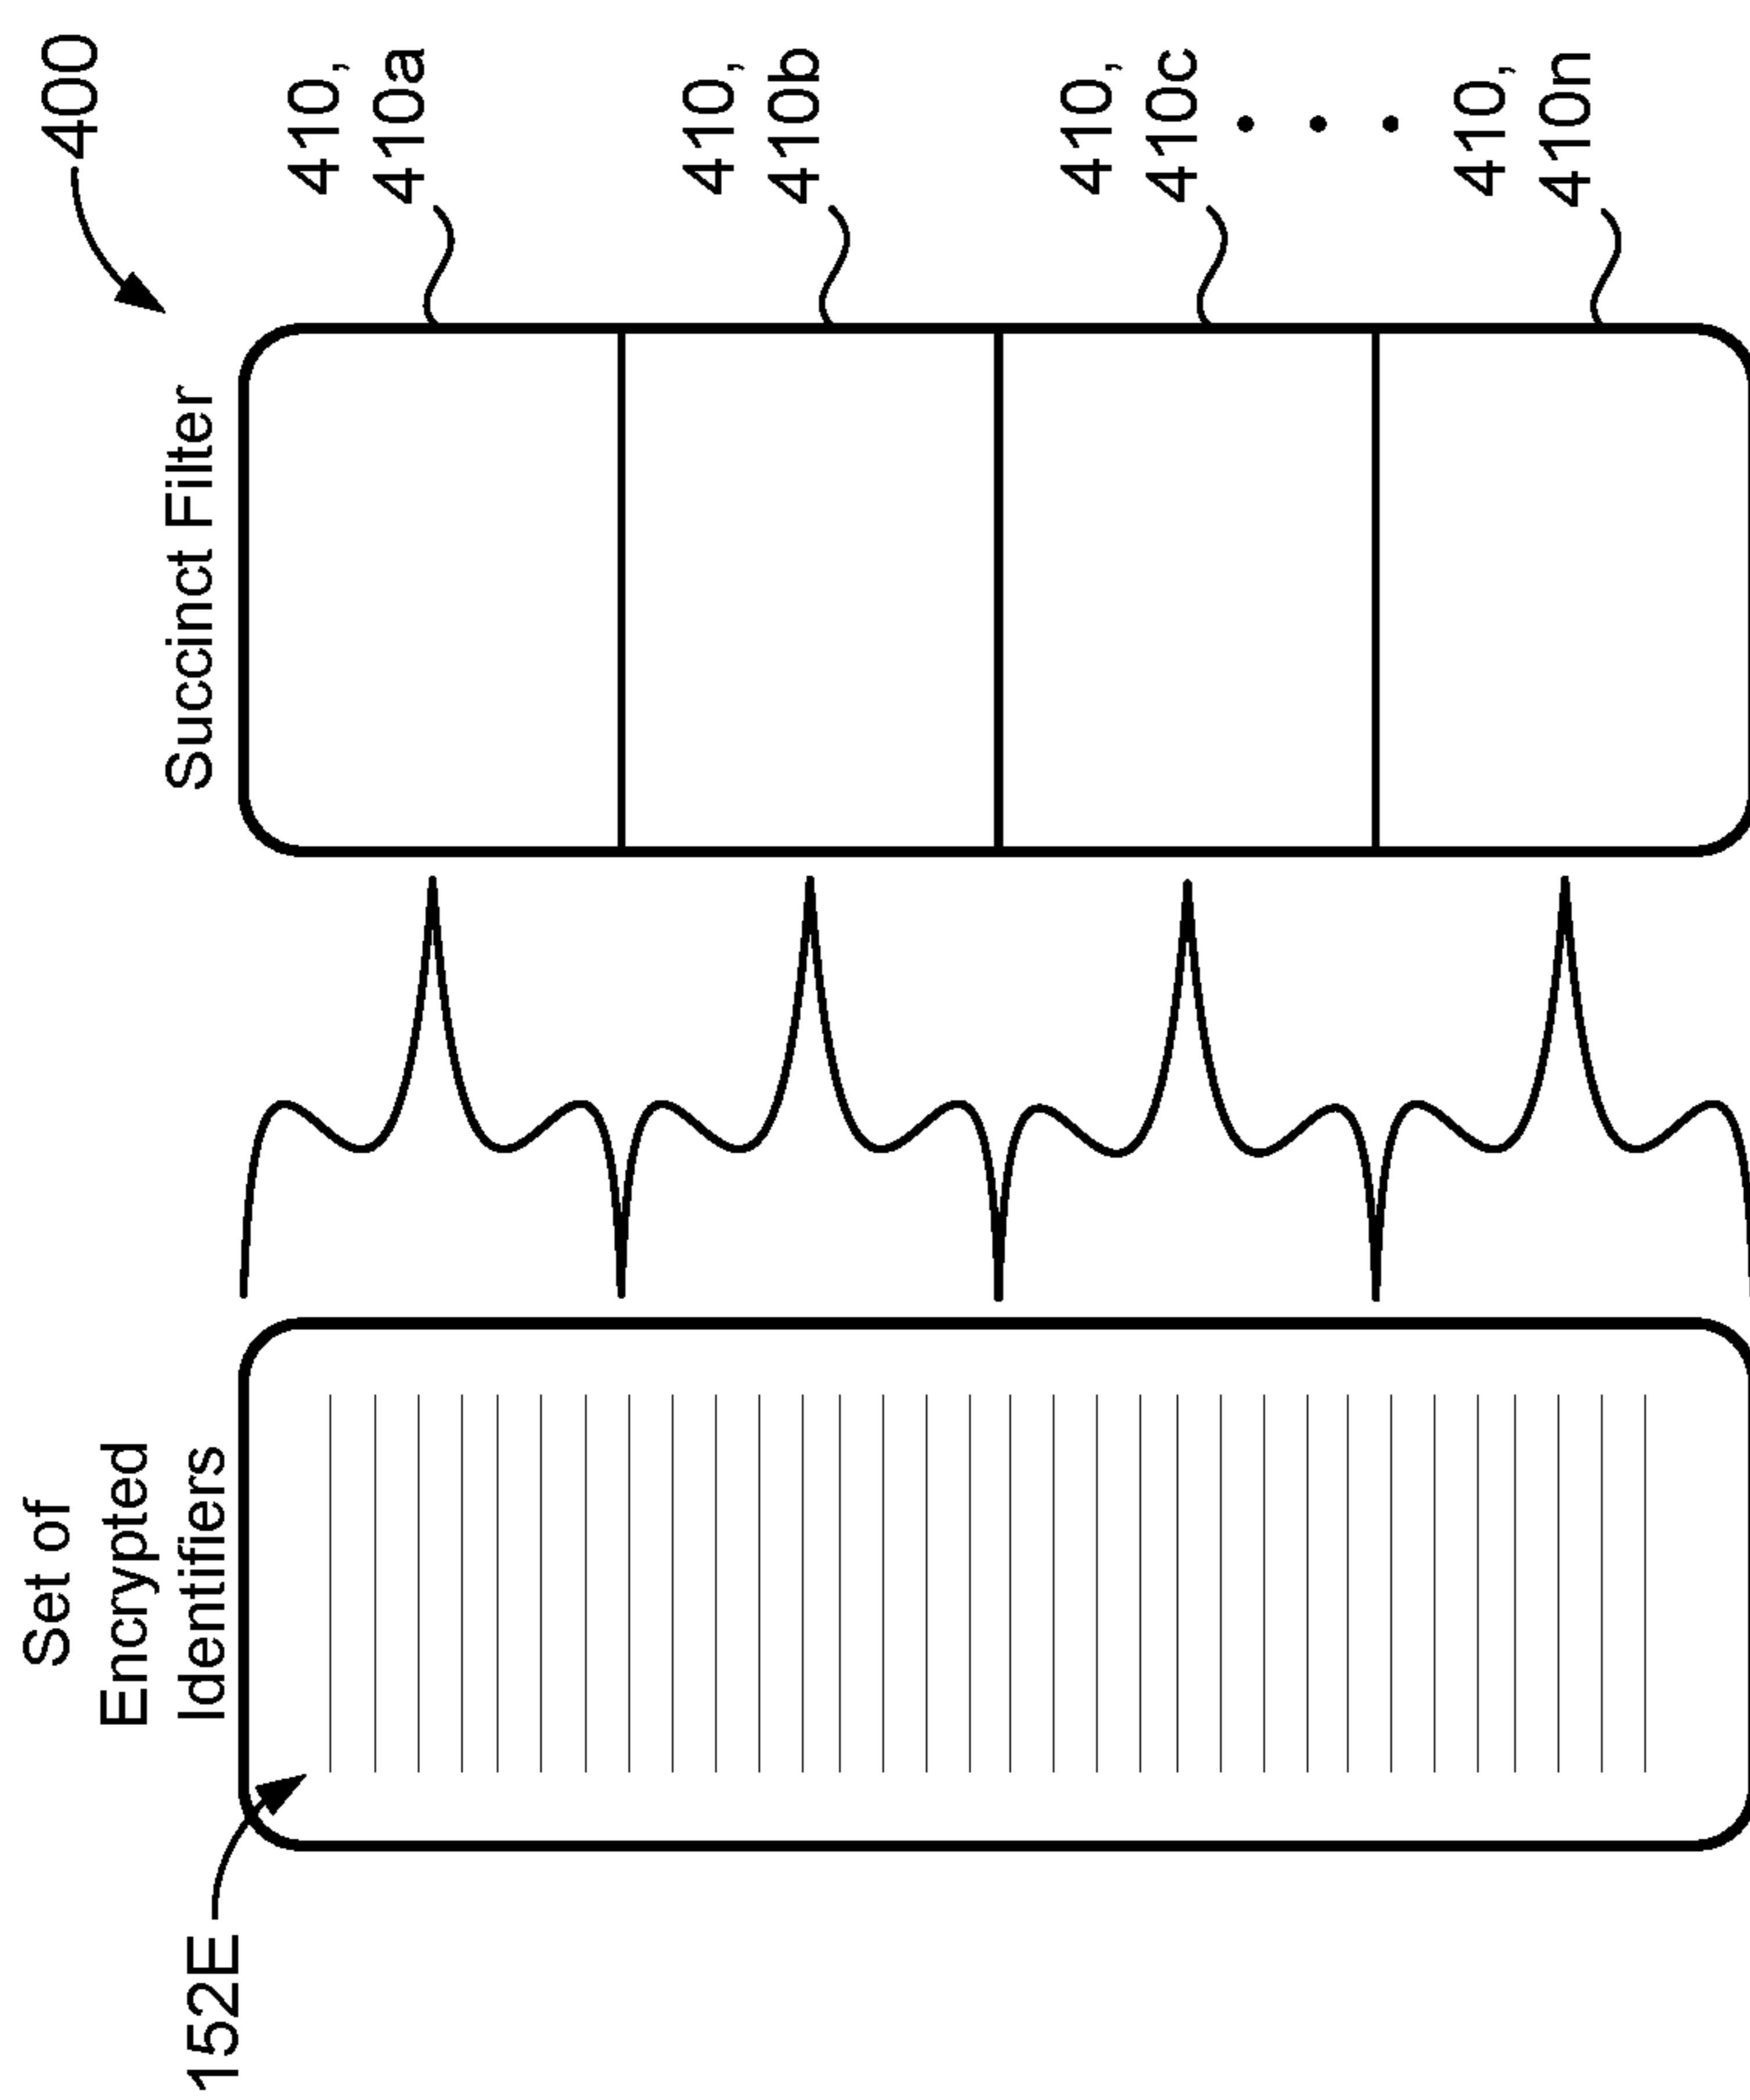 152E
Set of
Encrypted
Identifiers
Succinct Filter
400
410,
410a
410,
410b
410,
410c
410,
410n